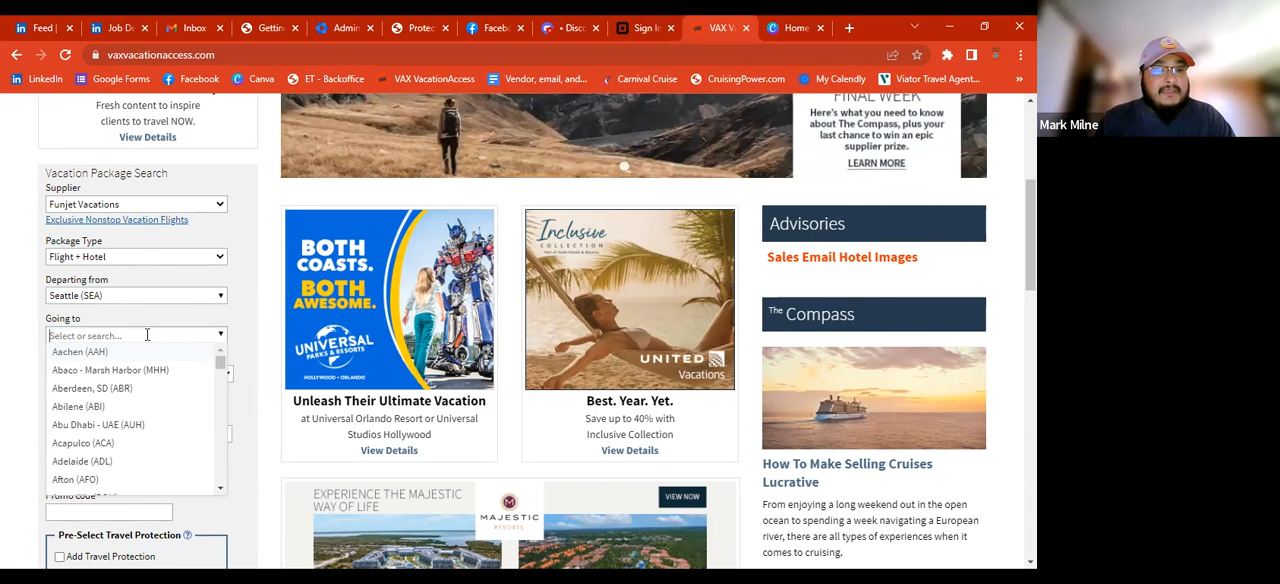 Feed |
Job De
Inbox
Gettin
Admin
Protec
Facebo
• Disco
Sign In
VAX V
Home
vaxvacationaccess.com
LinkedIn
Google Forms
Facebook
Canva
ET - Backoffice
VAX VacationAccess
Vendor, email, and...
Carnival Cruise
CruisingPower.com
My Calendly
Viator Travel Agent...
»
Mark Milne
Fresh content to inspire
clients to travel NOW.
View Details
FINAL WEEK
Here's what you need to know
about The Compass, plus your
last chance to win an epic
supplier prize.
LEARN MORE
Vacation Package Search
Supplier
Funjet Vacations
Exclusive Nonstop Vacation Flights
Package Type
Flight + Hotel
Departing from
Seattle (SEA)
Going to
Select or search...
Aachen (AAH)
Abaco - Marsh Harbor (MHH)
Aberdeen, SD (ABR)
Abilene (ABI)
Abu Dhabi - UAE (AUH)
Acapulco (ACA)
Adelaide (ADL)
Afton (AFO)
Promo code
Pre-Select Travel Protection
Add Travel Protection
BOTH
COASTS.
BOTH
AWESOME.
UNIVERSAL
PARKS & RESORTS
HOLLYWOOD • ORLANDO
Unleash Their Ultimate Vacation
at Universal Orlando Resort or Universal
Studios Hollywood
View Details
Inclusive
COLLECTION
UNITED
Vacations
Best. Year. Yet.
Save up to 40% with
Inclusive Collection
View Details
EXPERIENCE THE MAJESTIC
WAY OF LIFE
MAJESTIC
RESORTS
VIEW NOW
Advisories
Sales Email Hotel Images
The Compass
How To Make Selling Cruises
Lucrative
From enjoying a long weekend out in the open
ocean to spending a week navigating a European
river, there are all types of experiences when it
comes to cruising.